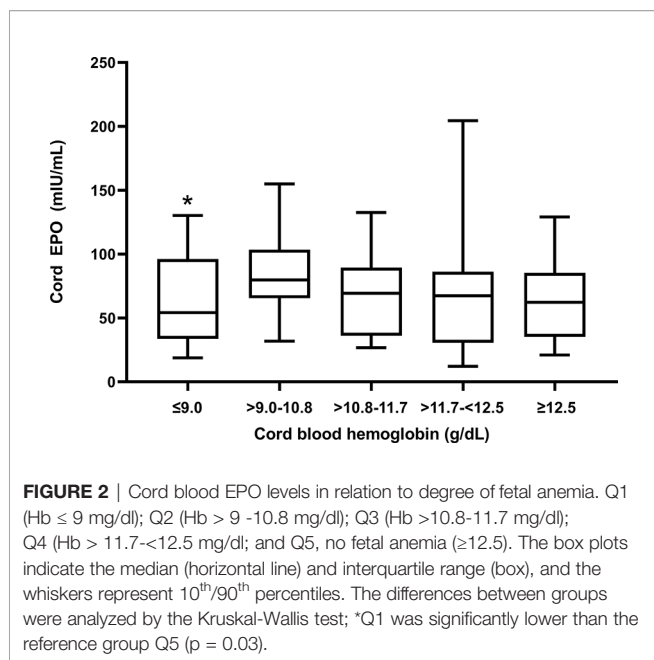 250
200
150
100
50
0
Cord EPO (mIU/mL)
*
≤9.0 >9.0-10.8 >10.8-11.7 >11.7-<12.5 ≥12.5
Cord blood hemoglobin (g/dL)
FIGURE 2 | Cord blood EPO levels in relation to degree of fetal anemia. Q1
(Hb ≤ 9 mg/dl); Q2 (Hb > 9 -10.8 mg/dl); Q3 (Hb >10.8-11.7 mg/dl);
Q4 (Hb > 11.7-<12.5 mg/dl; and Q5, no fetal anemia (≥12.5). The box plots
indicate the median (horizontal line) and interquartile range (box), and the
whiskers represent 10th/90th percentiles. The differences between groups
were analyzed by the Kruskal-Wallis test; *Q1 was significantly lower than the
reference group Q5 (p = 0.03).